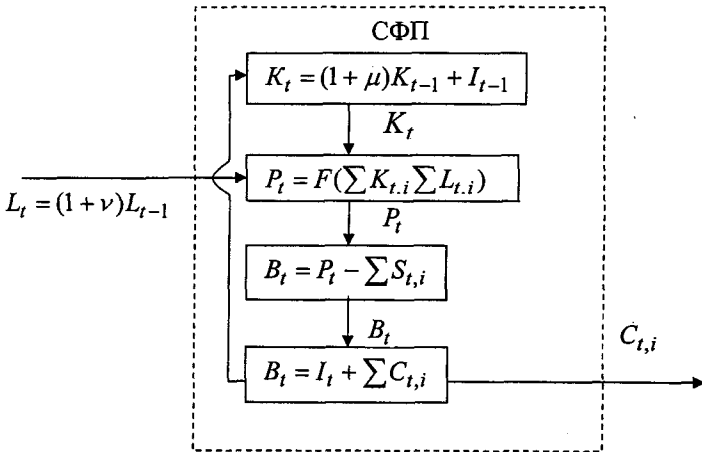 СФП
K_t = (1 + μ)K_{t-1} + I_{t-1}
K_t
P_t = F(∑ K_{t.i} ∑ L_{t.i})
L_t = (1 + ν)L_{t-1}
P_t
B_t = P_t − ∑ S_{t,i}
B_t
C_{t,i}
B_t = I_t + ∑ C_{t,i}